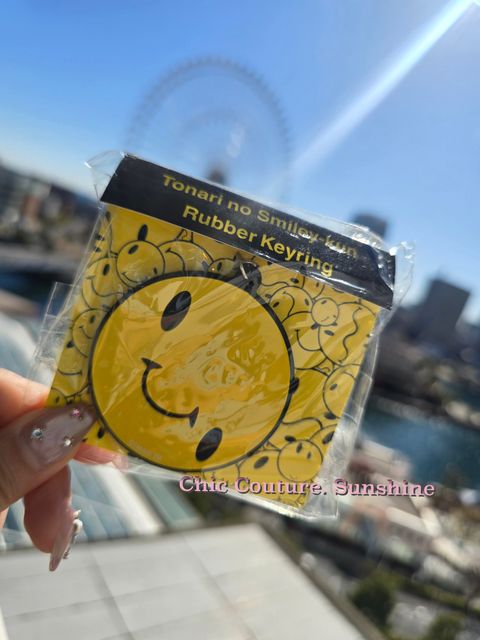 Tonari no Smiley-kun
Rubber Keyring
Chic Couture. Sunshine